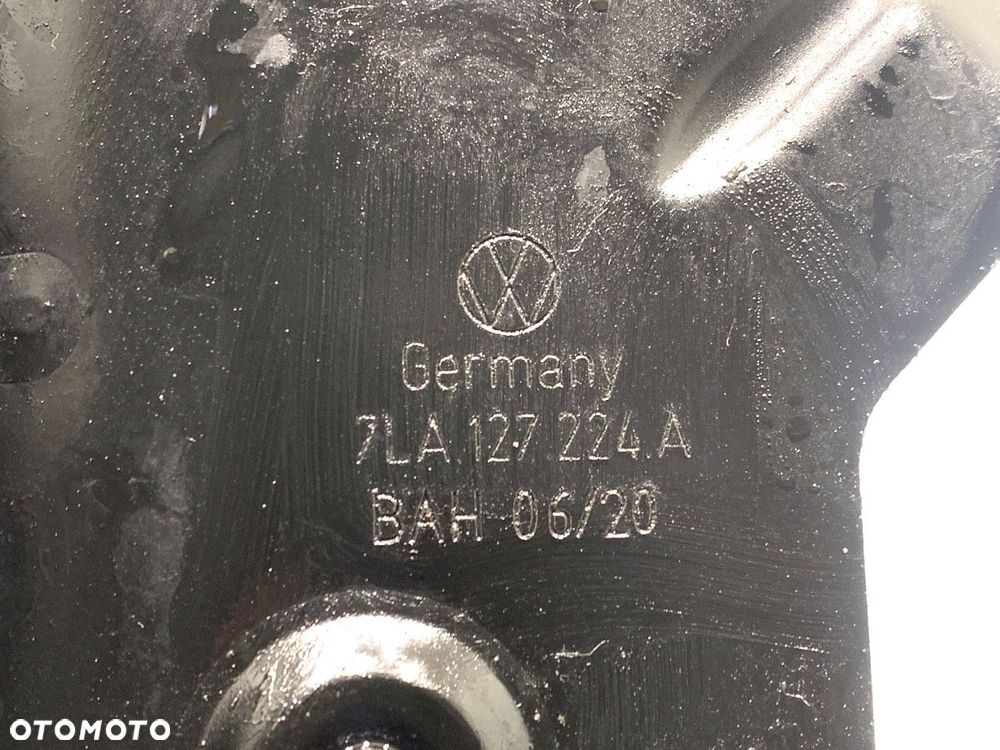 Germany
7LA.127 224.A
BAH 06/20
OTOMOTO